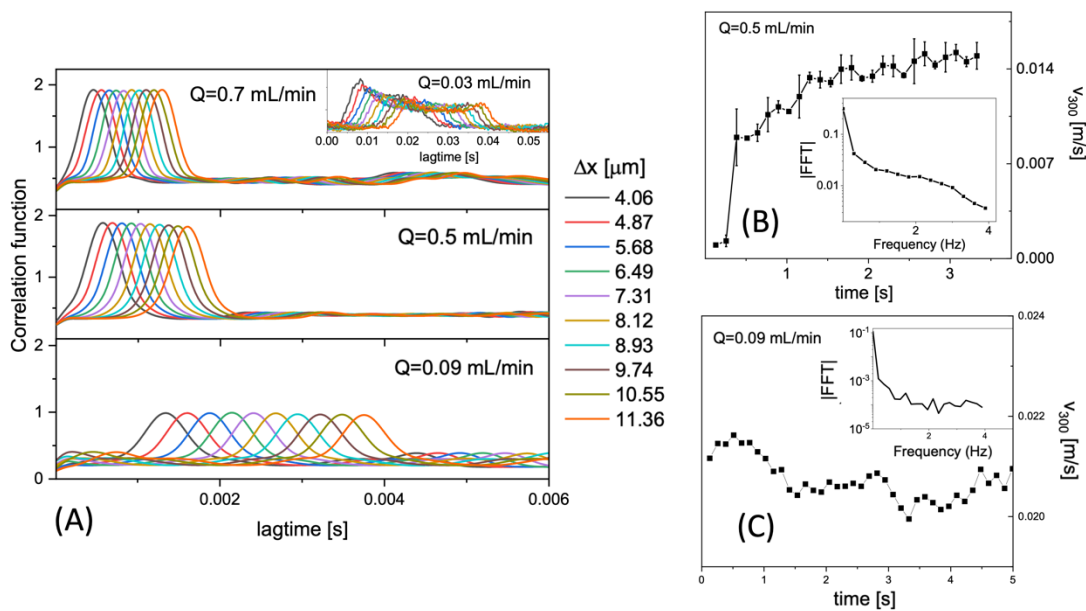 Q=0.7 mL/min
Q=0.03 mL/min
0.00 0.01 0.02 0.03 0.04 0.05
lagtime [s]
2
1
Q=0.5 mL/min
2
1
Q=0.09 mL/min
2
1
0
Correlation function
0.002 0.004 0.006
lagtime [s]
(A)
Δx [μm]
4.06
4.87
5.68
6.49
7.31
8.12
8.93
9.74
10.55
11.36
Q=0.5 mL/min
0.014
0.007
0.000
v300 [m/s]
|FFT|
0.1
0.01
2 4
Frequency (Hz)
(B)
1 2 3
time [s]
Q=0.09 mL/min
0.024
0.022
0.020
v300 [m/s]
|FFT|
10-1
10-3
10-5
2 4
Frequency (Hz)
(C)
0 1 2 3 4 5
time [s]